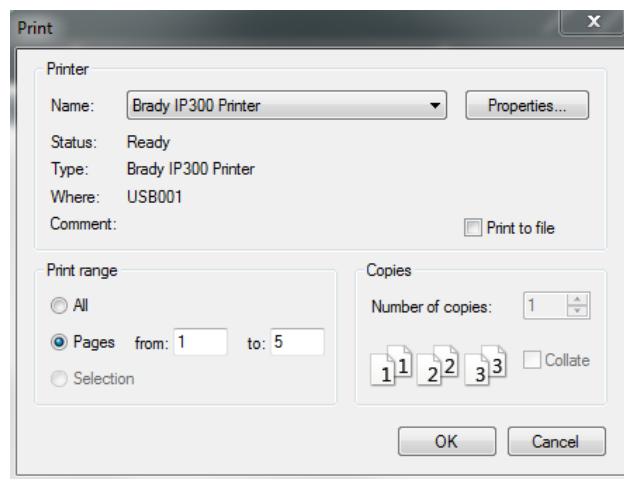 Print
X
Printer
Name: Brady IP300 Printer Properties...
Status: Ready
Type: Brady IP300 Printer
Where: USB001
Comment: Print to file
Print range
All
Pages from: 1 to: 5
Selection
Copies
Number of copies: 1
1 1 2 2 3 3 Collate
OK Cancel